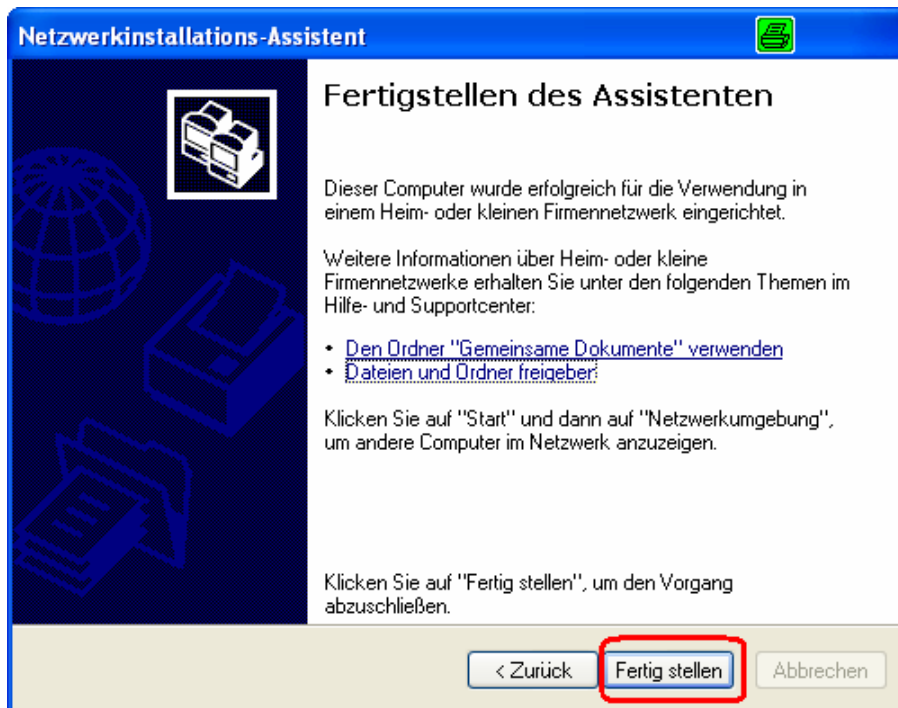 Netzwerkinstallations-Assistent
Fertigstellen des Assistenten
Dieser Computer wurde erfolgreich für die Verwendung in
einem Heim- oder kleinen Firmennetzwerk eingerichtet.
Weitere Informationen über Heim- oder kleine
Firmennetzwerke erhalten Sie unter den folgenden Themen im
Hilfe- und Supportcenter:
• Den Ordner "Gemeinsame Dokumente" verwenden
• Dateien und Ordner freigeben
Klicken Sie auf "Start" und dann auf "Netzwerkumgebung",
um andere Computer im Netzwerk anzuzeigen.
Klicken Sie auf "Fertig stellen", um den Vorgang
abzuschließen.
< Zurück Fertig stellen Abbrechen